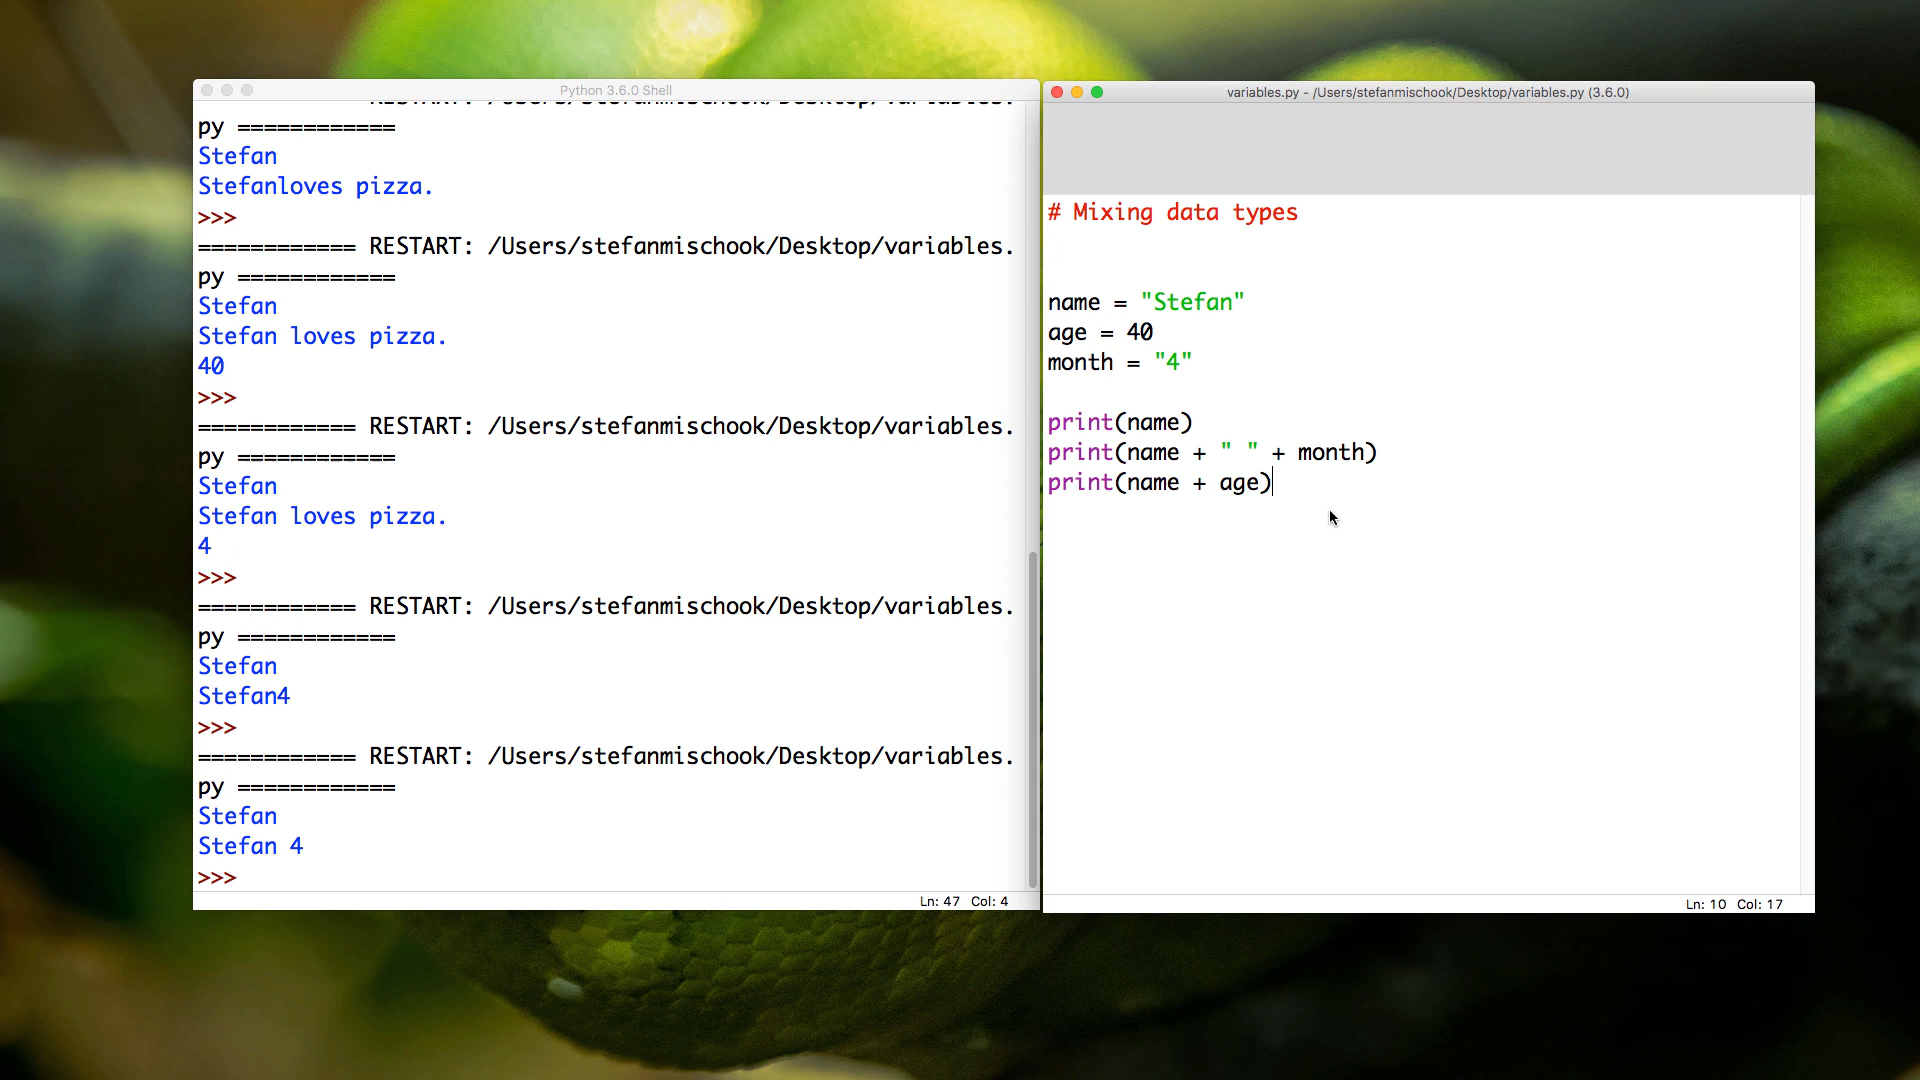 Python 3.6.0 Shell
py ============
Stefan
Stefanloves pizza.
>>>
============ RESTART: /Users/stefanmischook/Desktop/variables.
py ============
Stefan
Stefan loves pizza.
40
>>>
============ RESTART: /Users/stefanmischook/Desktop/variables.
py ============
Stefan
Stefan loves pizza.
4
>>>
============ RESTART: /Users/stefanmischook/Desktop/variables.
py ============
Stefan
Stefan4
>>>
============ RESTART: /Users/stefanmischook/Desktop/variables.
py ============
Stefan
Stefan 4
>>>
Ln: 47 Col: 4
variables.py - /Users/stefanmischook/Desktop/variables.py (3.6.0)
# Mixing data types
name = "Stefan"
age = 40
month = "4"
print(name)
print(name + " " + month)
print(name + age)
Ln: 10 Col: 17